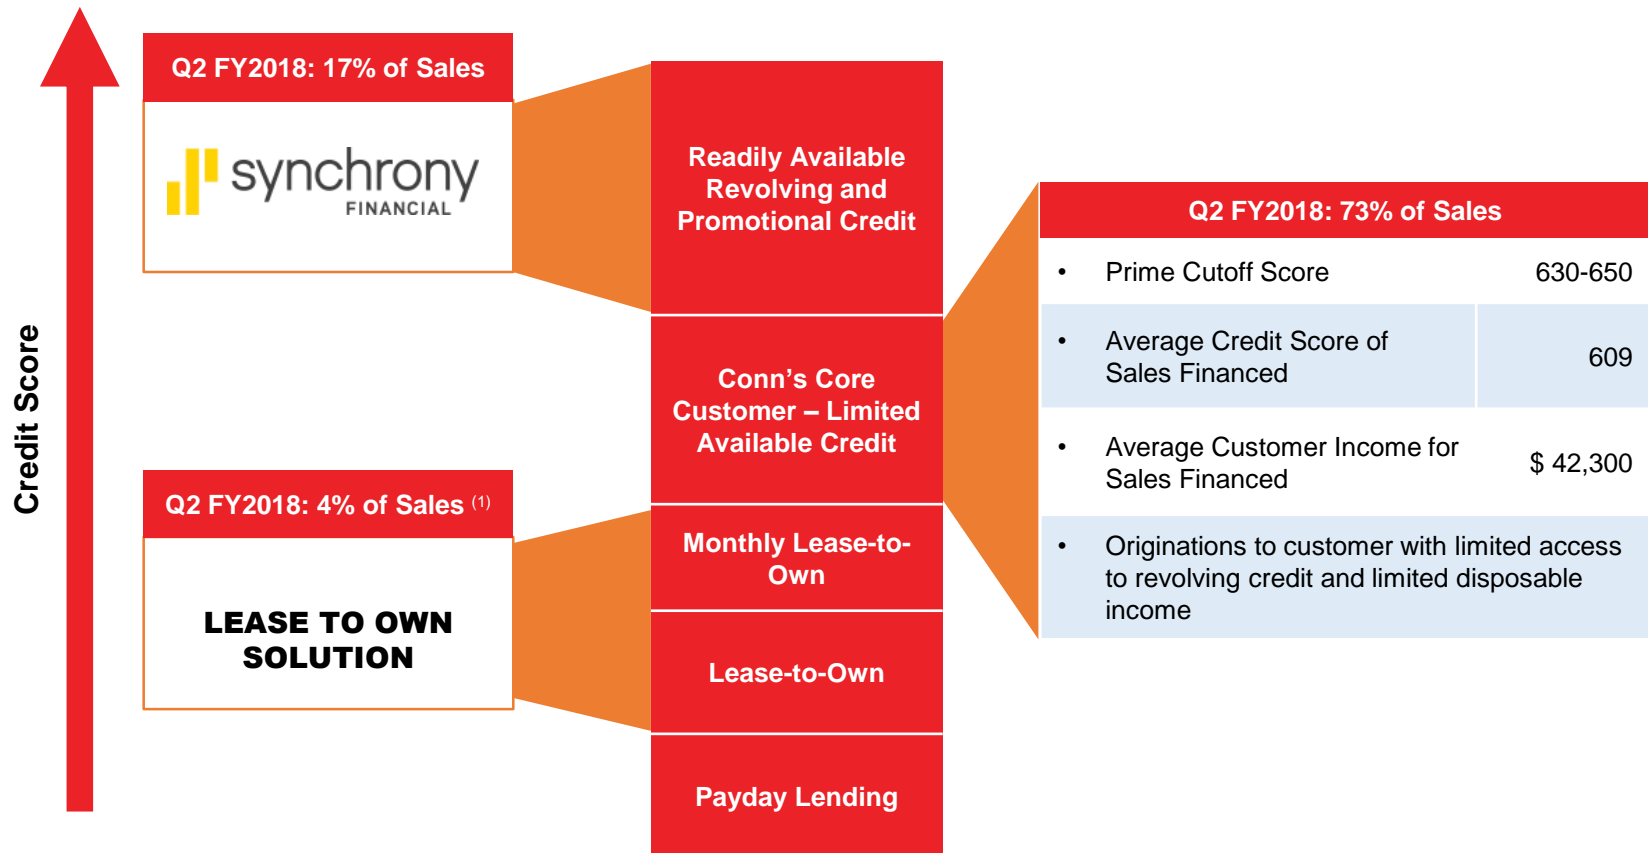 Credit Score
Q2 FY2018: 17% of Sales
synchrony
FINANCIAL
Q2 FY2018: 4% of Sales (1)
LEASE TO OWN
SOLUTION
Readily Available
Revolving and
Promotional Credit
Conn’s Core
Customer – Limited
Available Credit
Monthly Lease-to-
Own
Lease-to-Own
Payday Lending
Q2 FY2018: 73% of Sales
• Prime Cutoff Score 630-650
• Average Credit Score of
Sales Financed 609
• Average Customer Income for
Sales Financed $ 42,300
• Originations to customer with limited access
to revolving credit and limited disposable
income